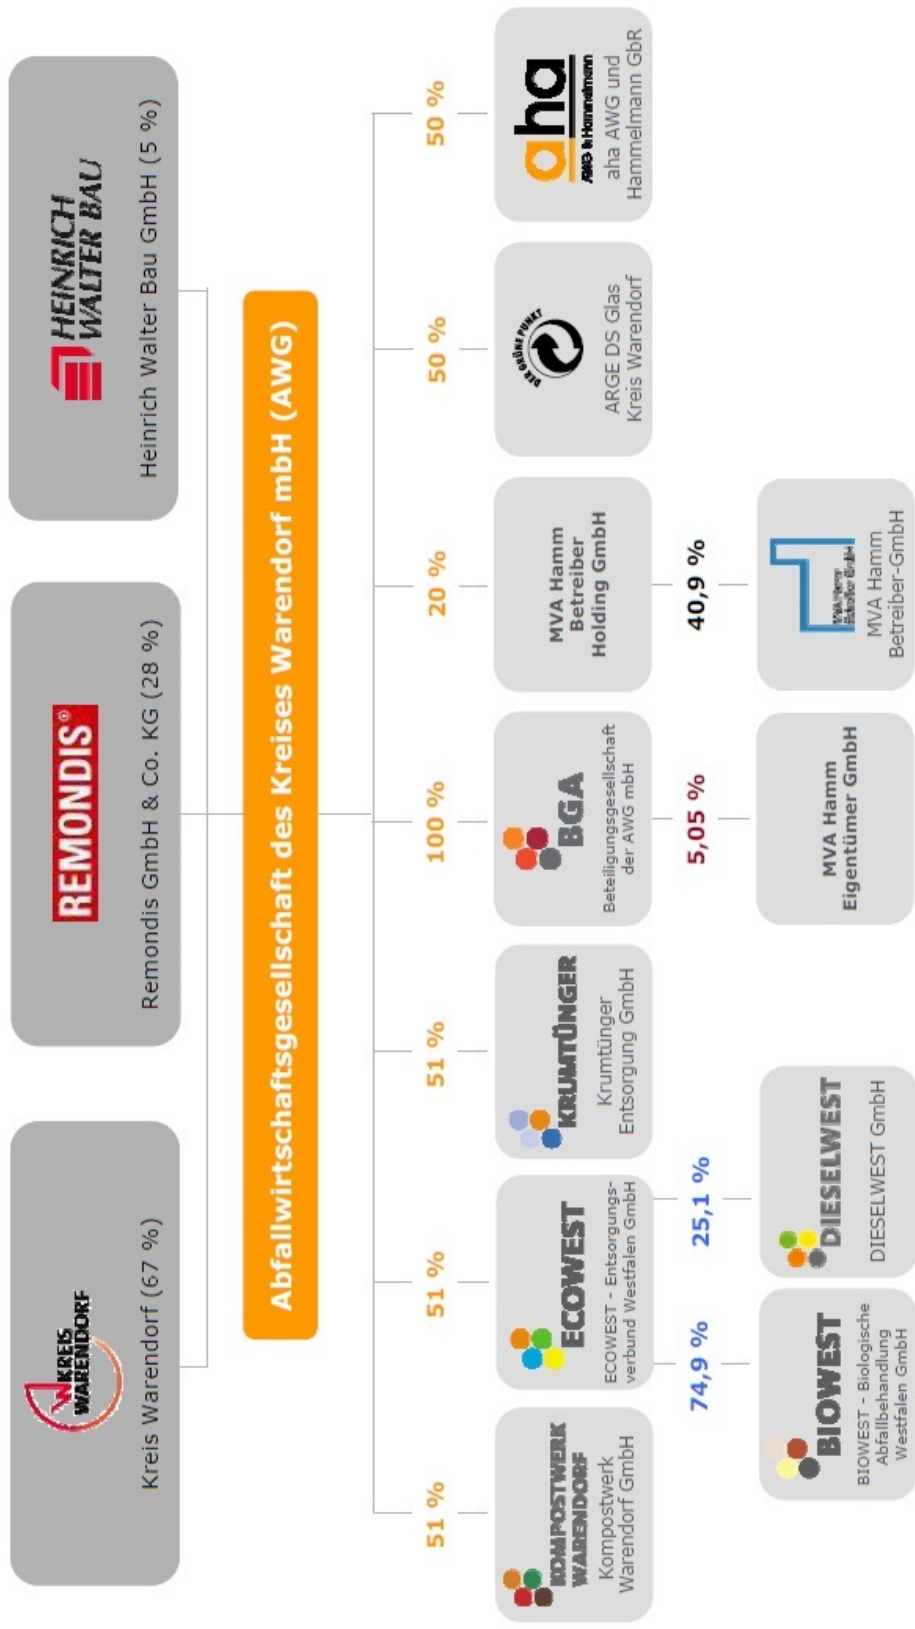 KREIS
WARENDORF
Kreis Warendorf (67 %)
REMONDIS®
Remondis GmbH & Co. KG (28 %)
HEINRICH
WALTER BAU
Heinrich Walter Bau GmbH (5 %)
Abfallwirtschaftsgesellschaft des Kreises Warendorf mbH (AWG)
51 %
51 %
51 %
100 %
20 %
50 %
50 %
KOMPOSTWERK
WARENDORF
Kompostwerk
Warendorf GmbH
ECOWEST
ECOWEST - Entsorgungs-
verbund Westfalen GmbH
KRUMTÜNGER
Krumtünger
Entsorgung GmbH
BGA
Beteiligungsgesellschaft
der AWG mbH
MVA Hamm
Betreiber
Holding GmbH
DER GRÜNE PUNKT
ARGE DS Glas
Kreis Warendorf
aha
AWG & Hammelmann
aha AWG und
Hammelmann GbR
74,9 %
25,1 %
5,05 %
40,9 %
BIOWEST
BIOWEST - Biologische
Abfallbehandlung
Westfalen GmbH
DIESELWEST
DIESELWEST GmbH
MVA Hamm
Eigentümer GmbH
MVA Hamm
Betreiber-GmbH